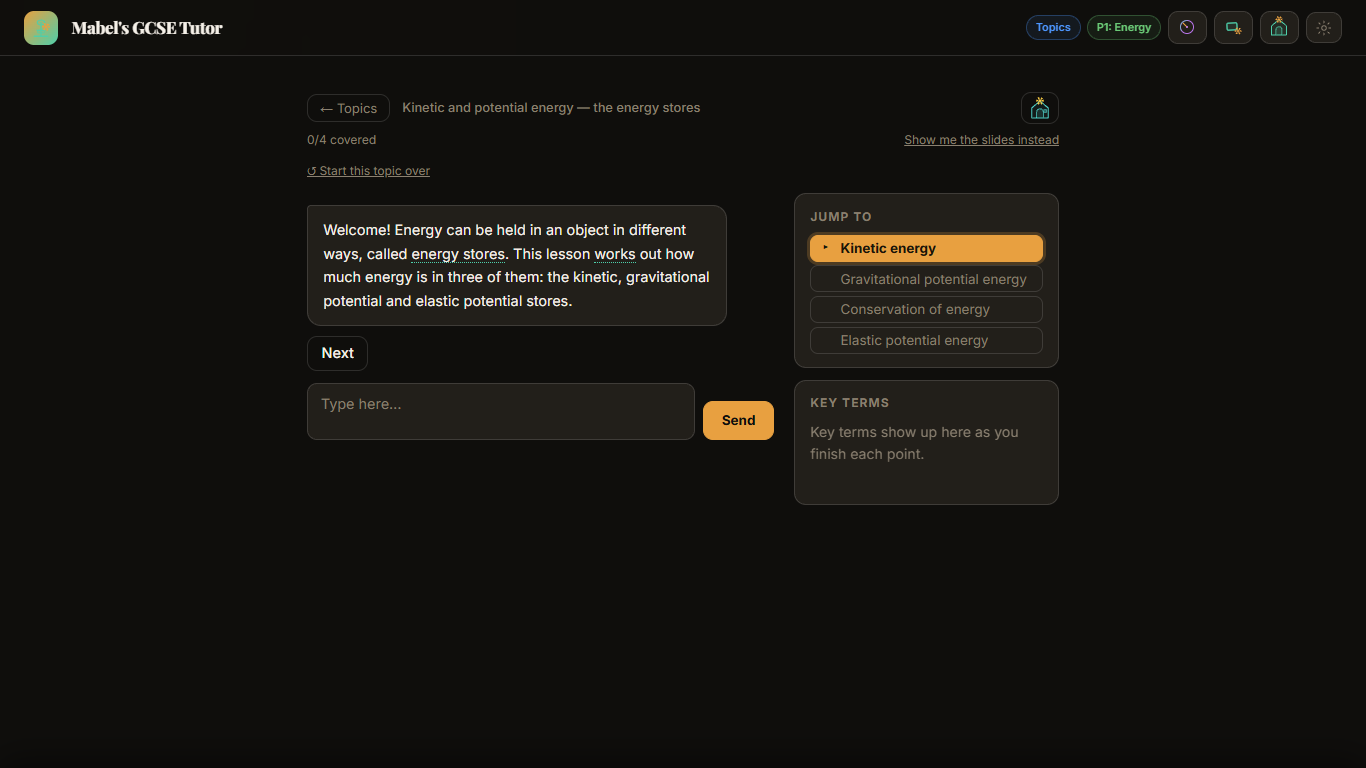 Mabel's GCSE Tutor
Topics
P1: Energy
← Topics
Kinetic and potential energy — the energy stores
0/4 covered
Show me the slides instead
↺ Start this topic over
Welcome! Energy can be held in an object in different
ways, called energy stores. This lesson works out how
much energy is in three of them: the kinetic, gravitational
potential and elastic potential stores.
Next
Type here...
Send
JUMP TO
▸ Kinetic energy
Gravitational potential energy
Conservation of energy
Elastic potential energy
KEY TERMS
Key terms show up here as you
finish each point.